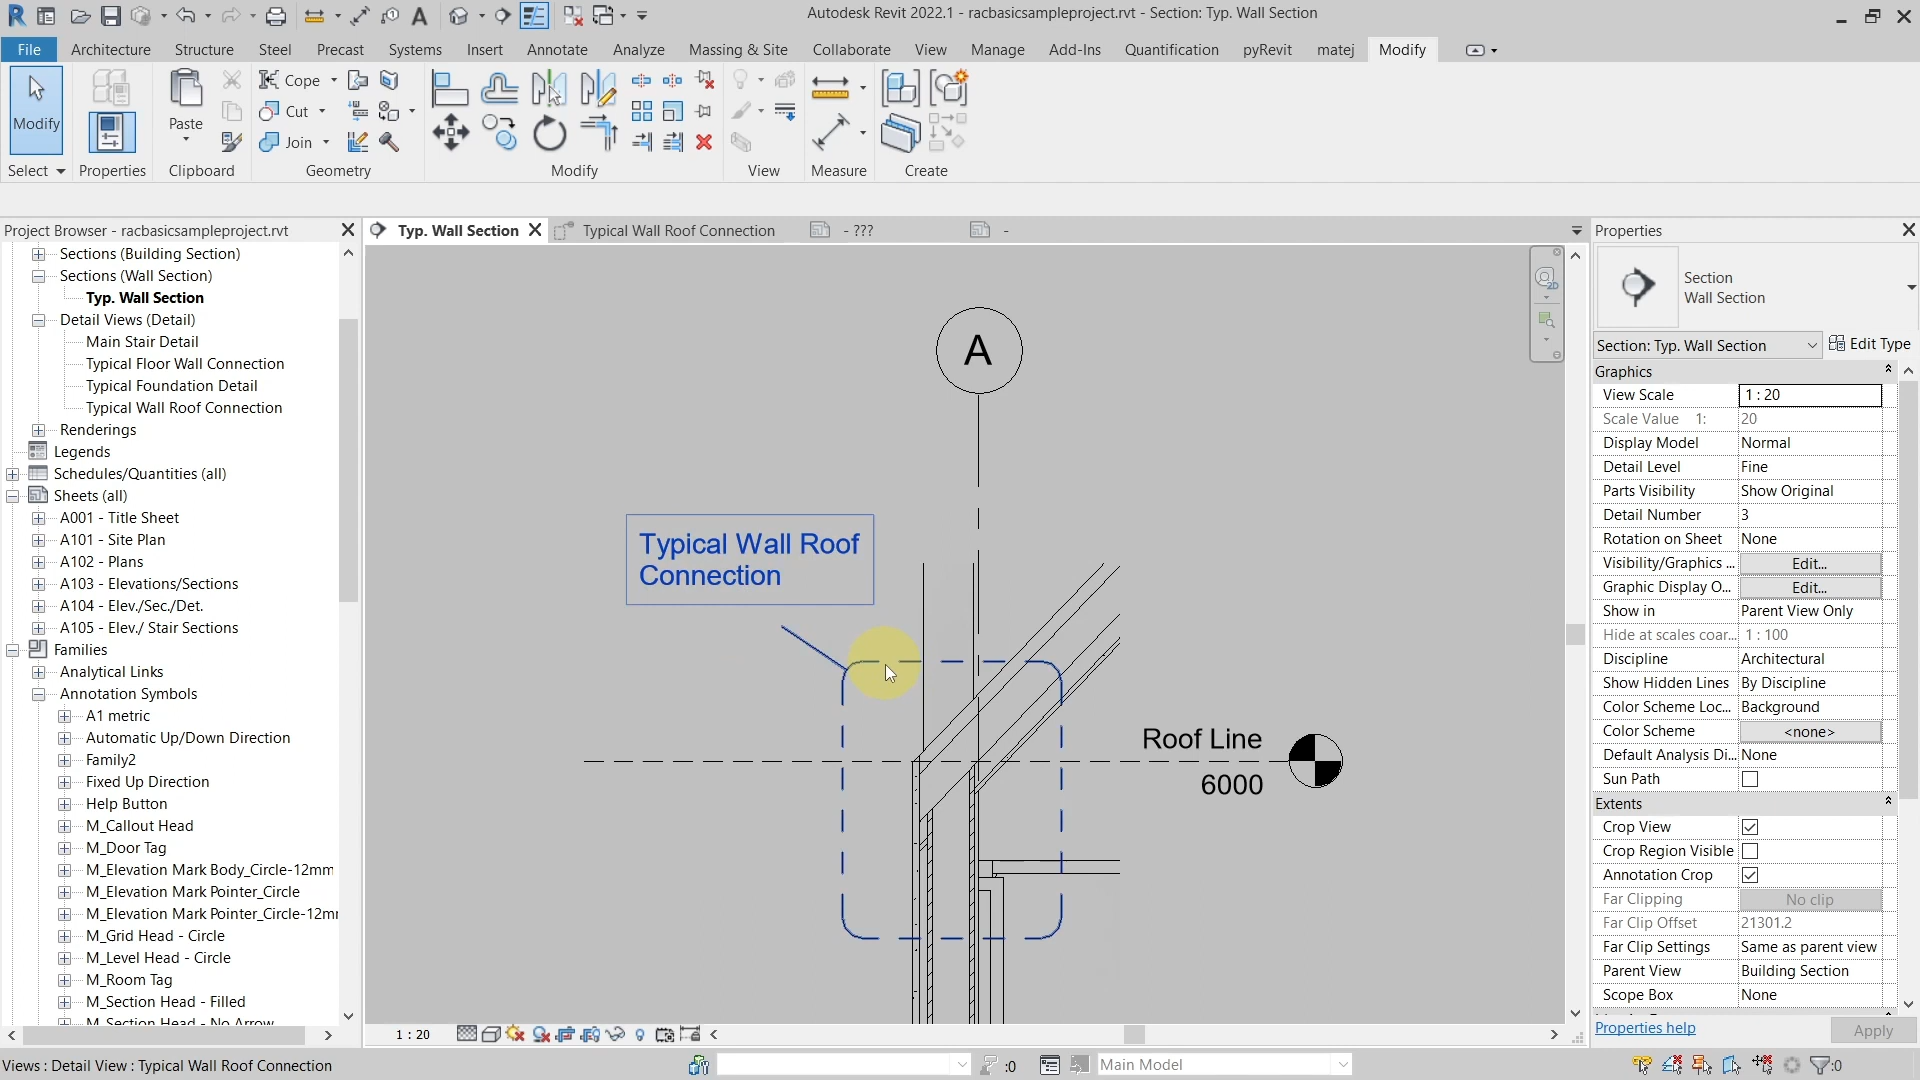 Autodesk Revit 2022.1 - racbasicsampleproject.rvt - Section: Typ. Wall Section
File Architecture Structure Steel Precast Systems Insert Annotate Analyze Massing & Site Collaborate View Manage Add-Ins Quantification pyRevit matej Modify
Modify
Paste
Cope
Cut
Join
Select Properties Clipboard Geometry Modify View Measure Create
Project Browser - racbasicsampleproject.rvt
Sections (Building Section)
Sections (Wall Section)
Typ. Wall Section
Detail Views (Detail)
Main Stair Detail
Typical Floor Wall Connection
Typical Foundation Detail
Typical Wall Roof Connection
Renderings
Legends
Schedules/Quantities (all)
Sheets (all)
A001 - Title Sheet
A101 - Site Plan
A102 - Plans
A103 - Elevations/Sections
A104 - Elev./Sec./Det.
A105 - Elev./ Stair Sections
Families
Analytical Links
Annotation Symbols
A1 metric
Automatic Up/Down Direction
Family2
Fixed Up Direction
Help Button
M_Callout Head
M_Door Tag
M_Elevation Mark Body_Circle-12mm
M_Elevation Mark Pointer_Circle
M_Elevation Mark Pointer_Circle-12mm
M_Grid Head - Circle
M_Level Head - Circle
M_Room Tag
M_Section Head - Filled
M_Section Head - No Arrow
Typ. Wall Section Typical Wall Roof Connection - ??? -
A
Typical Wall Roof
Connection
Roof Line
6000
1 : 20
Properties
Section
Wall Section
Section: Typ. Wall Section Edit Type
Graphics
View Scale 1 : 20
Scale Value 1: 20
Display Model Normal
Detail Level Fine
Parts Visibility Show Original
Detail Number 3
Rotation on Sheet None
Visibility/Graphics ... Edit...
Graphic Display O... Edit...
Show in Parent View Only
Hide at scales coar... 1 : 100
Discipline Architectural
Show Hidden Lines By Discipline
Color Scheme Loc... Background
Color Scheme <none>
Default Analysis Di... None
Sun Path
Extents
Crop View
Crop Region Visible
Annotation Crop
Far Clipping No clip
Far Clip Offset 21301.2
Far Clip Settings Same as parent view
Parent View Building Section
Scope Box None
Properties help Apply
Views : Detail View : Typical Wall Roof Connection :0 Main Model :0